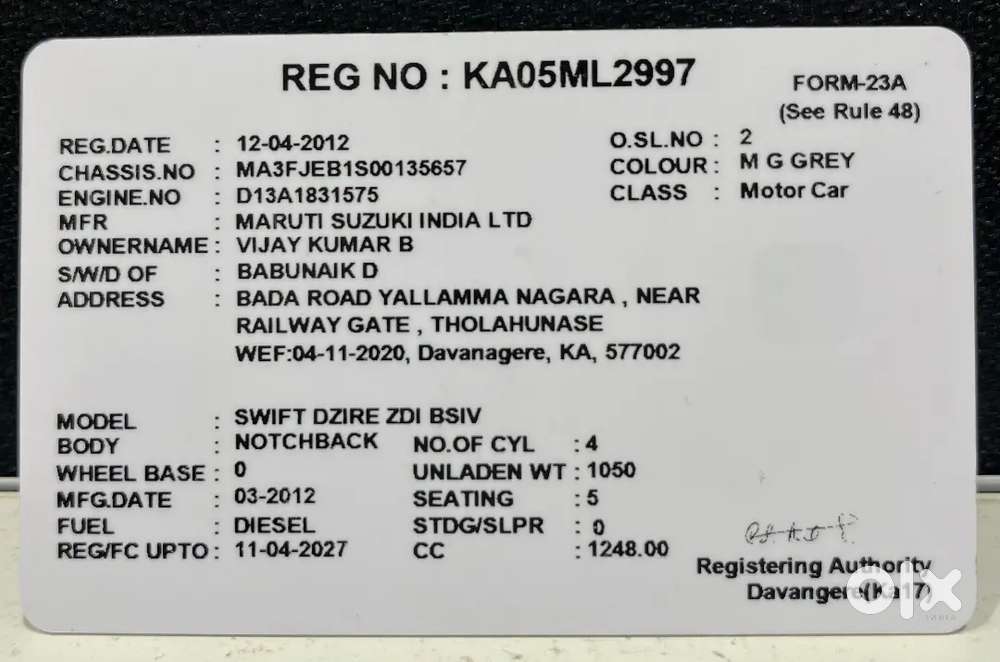 REG NO : KA05ML2997
FORM-23A
(See Rule 48)
REG.DATE : 12-04-2012 O.SL.NO : 2
CHASSIS.NO : MA3FJEB1S00135657 COLOUR : M G GREY
ENGINE.NO : D13A1831575 CLASS : Motor Car
MFR : MARUTI SUZUKI INDIA LTD
OWNERNAME : VIJAY KUMAR B
S/W/D OF : BABUNAIK D
ADDRESS : BADA ROAD YALLAMMA NAGARA , NEAR
RAILWAY GATE , THOLAHUNASE
WEF:04-11-2020, Davanagere, KA, 577002
MODEL : SWIFT DZIRE ZDI BSIV
BODY : NOTCHBACK NO.OF CYL : 4
WHEEL BASE : 0 UNLADEN WT : 1050
MFG.DATE : 03-2012 SEATING : 5
FUEL : DIESEL STDG/SLPR : 0
REG/FC UPTO : 11-04-2027 CC : 1248.00
Registering Authority
Davangere(Ka17)
OLX
INDIA